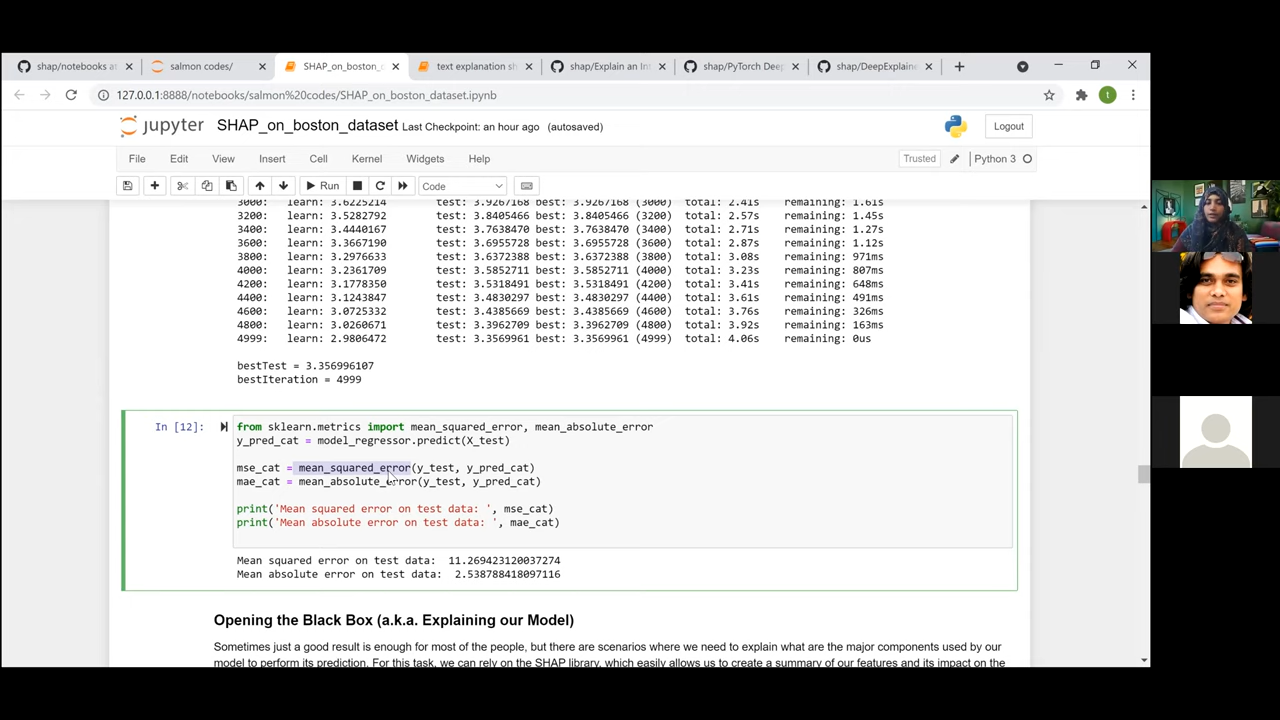 shap/notebooks a
salmon codes/
SHAP_on_boston_d
text explanation sh
shap/Explain an Int
shap/PyTorch Deep
shap/DeepExplaine
127.0.0.1:8888/notebooks/salmon%20codes/SHAP_on_boston_dataset.ipynb
t
jupyter
SHAP_on_boston_dataset Last Checkpoint: an hour ago (autosaved)
Logout
File Edit View Insert Cell Kernel Widgets Help
Trusted
Python 3
Run
Code
3000: learn: 3.6225214 test: 3.9267168 best: 3.9267168 (3000) total: 2.41s remaining: 1.61s
3200: learn: 3.5282792 test: 3.8405466 best: 3.8405466 (3200) total: 2.57s remaining: 1.45s
3400: learn: 3.4440167 test: 3.7638470 best: 3.7638470 (3400) total: 2.71s remaining: 1.27s
3600: learn: 3.3667190 test: 3.6955728 best: 3.6955728 (3600) total: 2.87s remaining: 1.12s
3800: learn: 3.2976633 test: 3.6372388 best: 3.6372388 (3800) total: 3.08s remaining: 971ms
4000: learn: 3.2361709 test: 3.5852711 best: 3.5852711 (4000) total: 3.23s remaining: 807ms
4200: learn: 3.1778350 test: 3.5318491 best: 3.5318491 (4200) total: 3.41s remaining: 648ms
4400: learn: 3.1243847 test: 3.4830297 best: 3.4830297 (4400) total: 3.61s remaining: 491ms
4600: learn: 3.0725332 test: 3.4385669 best: 3.4385669 (4600) total: 3.76s remaining: 326ms
4800: learn: 3.0260671 test: 3.3962709 best: 3.3962709 (4800) total: 3.92s remaining: 163ms
4999: learn: 2.9806472 test: 3.3569961 best: 3.3569961 (4999) total: 4.06s remaining: 0us
bestTest = 3.356996107
bestIteration = 4999
In [12]:
from sklearn.metrics import mean_squared_error, mean_absolute_error
y_pred_cat = model_regressor.predict(X_test)
mse_cat = mean_squared_error(y_test, y_pred_cat)
mae_cat = mean_absolute_error(y_test, y_pred_cat)
print('Mean squared error on test data: ', mse_cat)
print('Mean absolute error on test data: ', mae_cat)
Mean squared error on test data: 11.269423120037274
Mean absolute error on test data: 2.538788418097116
Opening the Black Box (a.k.a. Explaining our Model)
Sometimes just a good result is enough for most of the people, but there are scenarios where we need to explain what are the major components used by our
model to perform its prediction. For this task, we can rely on the SHAP library, which easily allows us to create a summary of our features and its impact on the